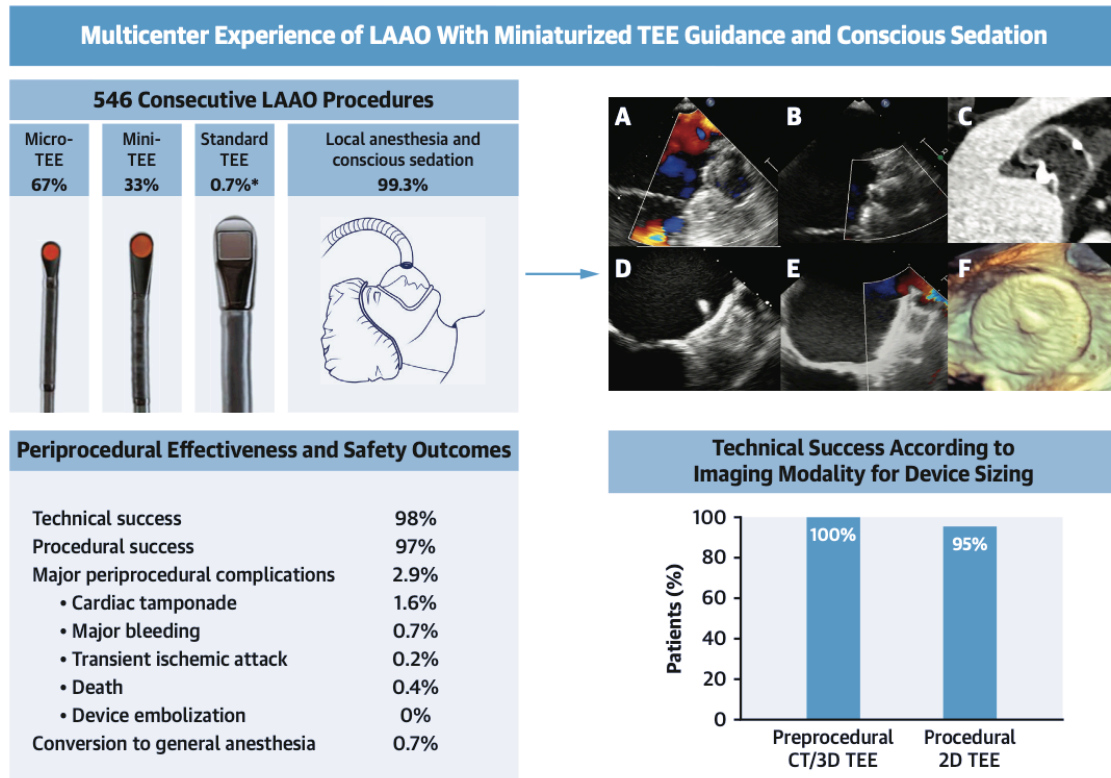 Multicenter Experience of LAAO With Miniaturized TEE Guidance and Conscious Sedation
546 Consecutive LAAO Procedures
Micro-
TEE
67%
Mini-
TEE
33%
Standard
TEE
0.7%*
Local anesthesia and
conscious sedation
99.3%
A
B
C
D
E
F
Periprocedural Effectiveness and Safety Outcomes
Technical success 98%
Procedural success 97%
Major periprocedural complications 2.9%
• Cardiac tamponade 1.6%
• Major bleeding 0.7%
• Transient ischemic attack 0.2%
• Death 0.4%
• Device embolization 0%
Conversion to general anesthesia 0.7%
Technical Success According to
Imaging Modality for Device Sizing
Patients (%)
100
80
60
40
20
0
100%
95%
Preprocedural
CT/3D TEE
Procedural
2D TEE